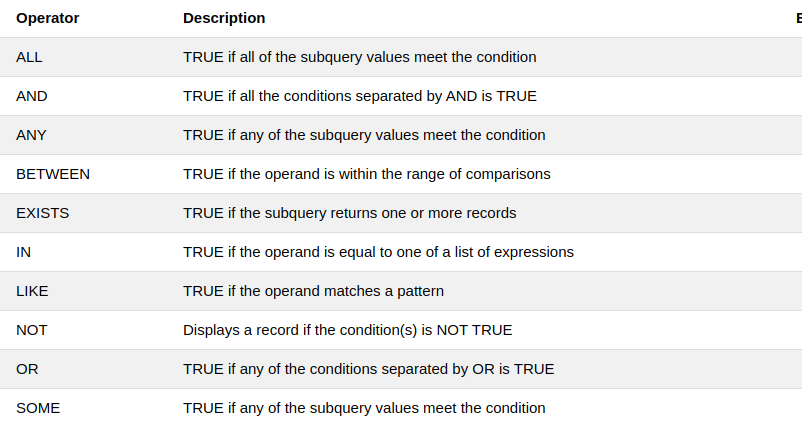 Operator Description
ALL TRUE if all of the subquery values meet the condition
AND TRUE if all the conditions separated by AND is TRUE
ANY TRUE if any of the subquery values meet the condition
BETWEEN TRUE if the operand is within the range of comparisons
EXISTS TRUE if the subquery returns one or more records
IN TRUE if the operand is equal to one of a list of expressions
LIKE TRUE if the operand matches a pattern
NOT Displays a record if the condition(s) is NOT TRUE
OR TRUE if any of the conditions separated by OR is TRUE
SOME TRUE if any of the subquery values meet the condition